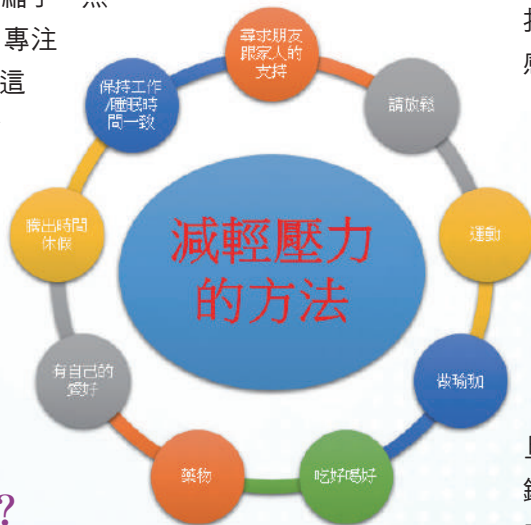 專注
這
減輕壓力
的方法
尋求朋友
跟家人的
支持
請放鬆
運動
做瑜珈
吃好喝好
藥物
有自己的
愛好
騰出時間
休假
保持工作
/睡眠時
間一致
?